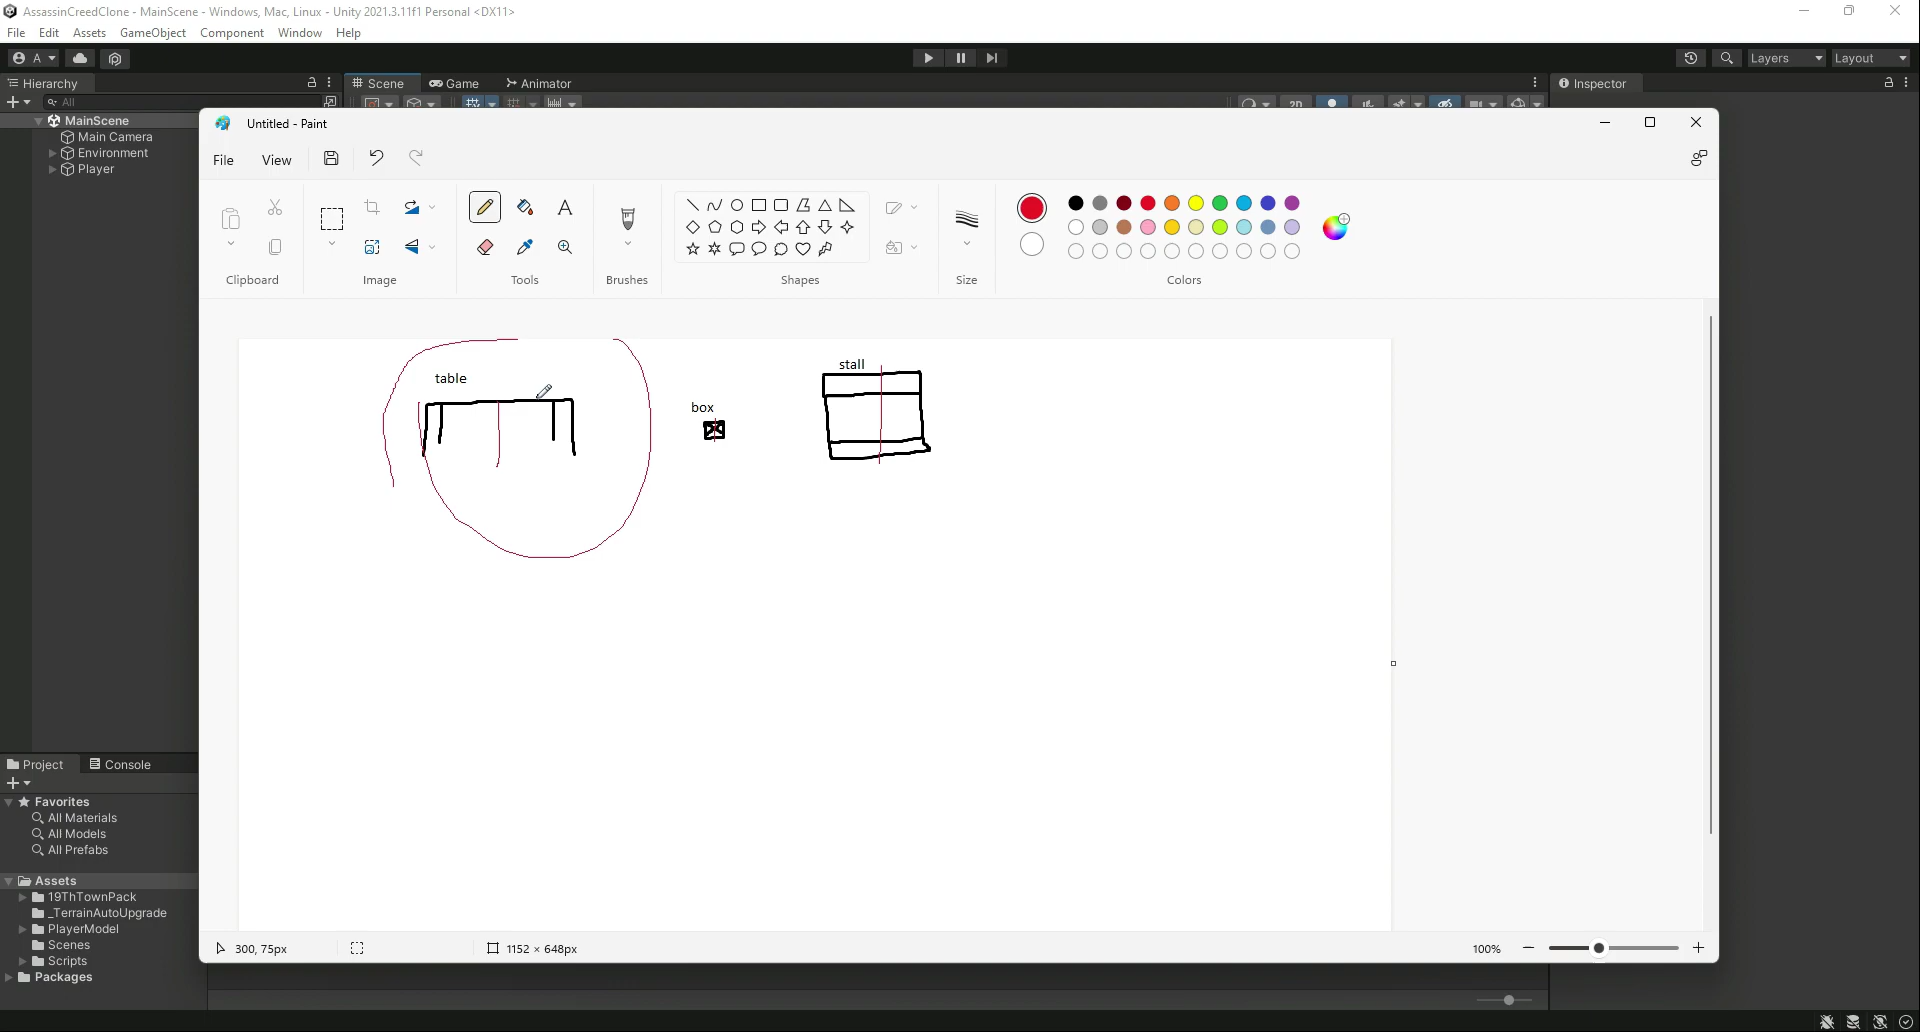 AssassinCreedClone - MainScene - Windows, Mac, Linux - Unity 2021.3.11f1 Personal <DX11>
File Edit Assets GameObject Component Window Help
A Layers Layout
Hierarchy Scene Game Animator Inspector
All 2D
MainScene
Main Camera
Environment
Player
Untitled - Paint
File View
Clipboard Image Tools Brushes Shapes Size Colors
stall
table
box
300, 75px 1152 × 648px 100%
Project Console
Favorites
All Materials
All Models
All Prefabs
Assets
19ThTownPack
_TerrainAutoUpgrade
PlayerModel
Scenes
Scripts
Packages